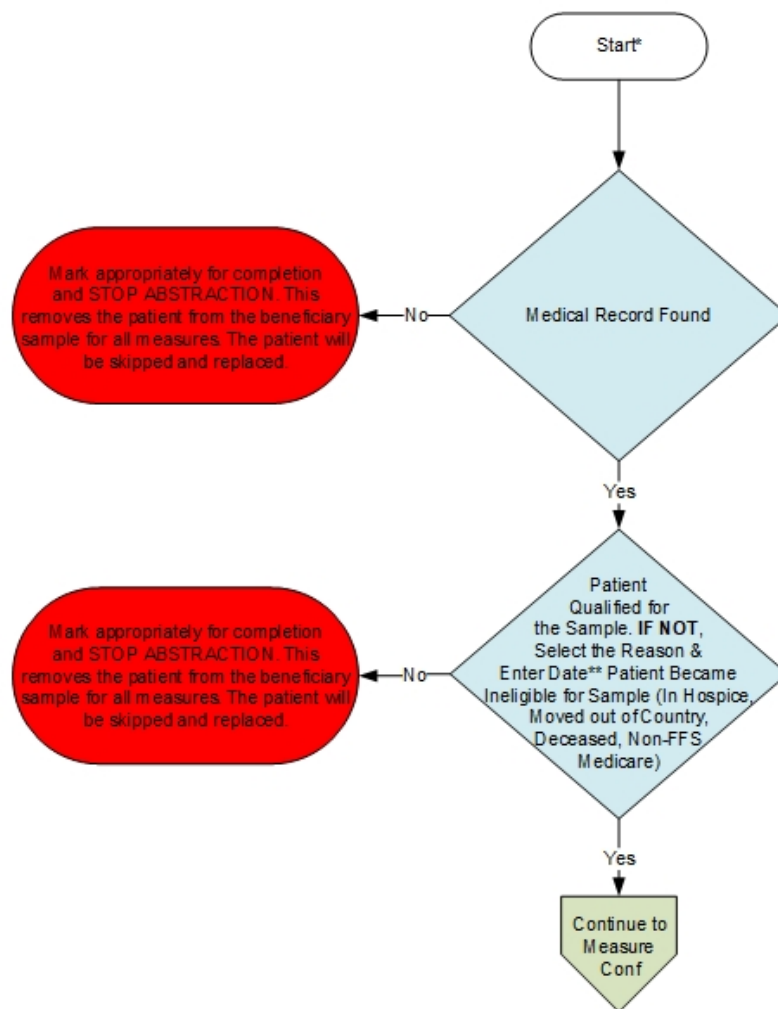 Start*
Mark appropriately for completion
and STOP ABSTRACTION. This
removes the patient from the beneficiary
sample for all measures. The patient will
be skipped and replaced.
No
Medical Record Found
Yes
Mark appropriately for completion
and STOP ABSTRACTION. This
removes the patient from the beneficiary
sample for all measures. The patient will
be skipped and replaced.
No
Patient
Qualified for
the Sample. IF NOT,
Select the Reason &
Enter Date** Patient Became
Ineligible for Sample (In Hospice,
Moved out of Country,
Deceased, Non-FFS
Medicare)
Yes
Continue to
Measure
Conf